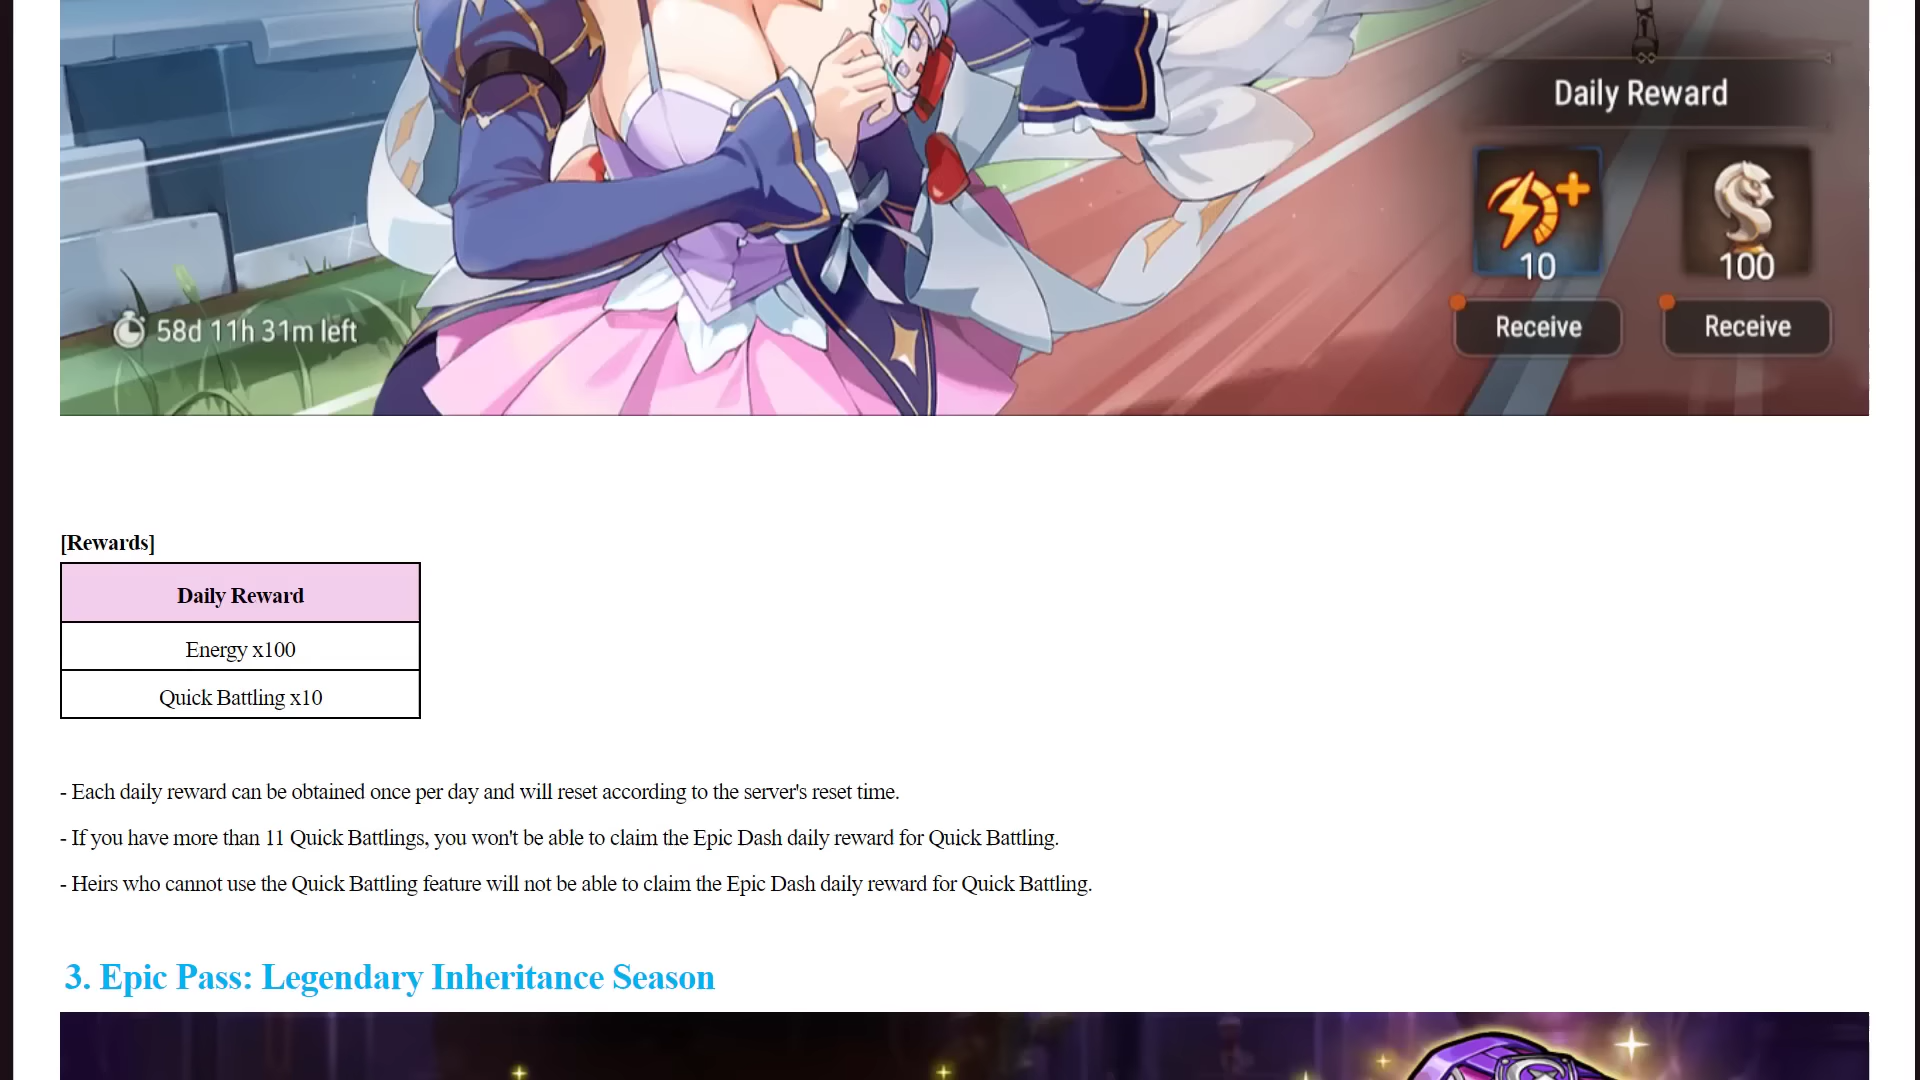 Daily Reward
10
100
58d 11h 31m left
Receive
Receive
[Rewards]
Daily Reward
Energy x100
Quick Battling x10
- Each daily reward can be obtained once per day and will reset according to the server's reset time.
- If you have more than 11 Quick Battlings, you won't be able to claim the Epic Dash daily reward for Quick Battling.
- Heirs who cannot use the Quick Battling feature will not be able to claim the Epic Dash daily reward for Quick Battling.
3. Epic Pass: Legendary Inheritance Season